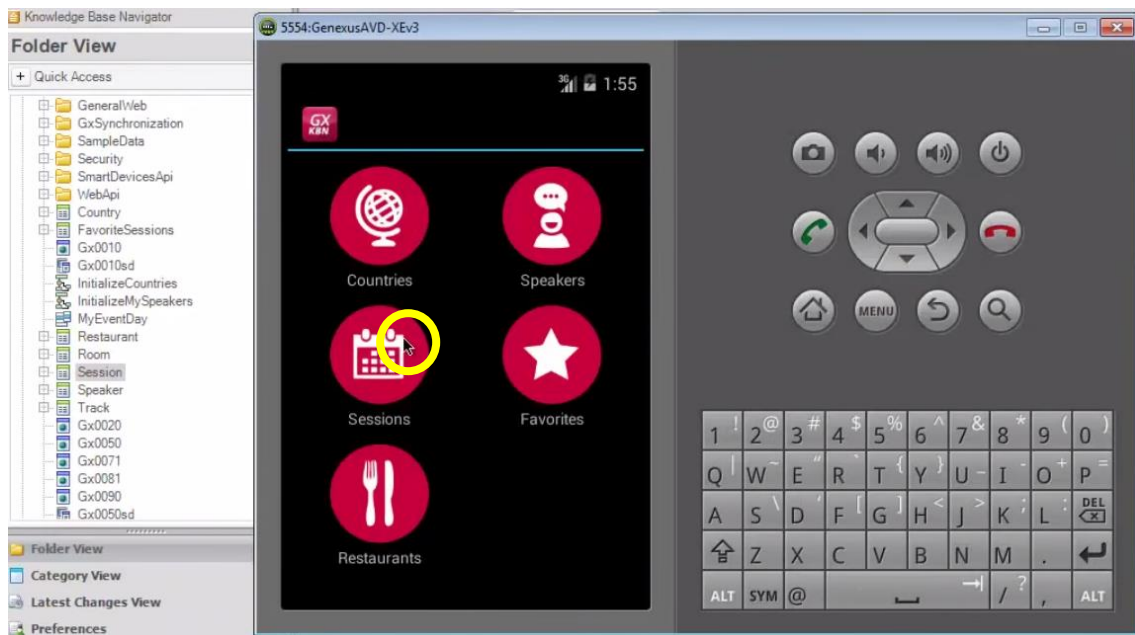 Knowledge Base Navigator
Folder View
+ Quick Access
GeneralWeb
GxSynchronization
SampleData
Security
SmartDevicesApi
WebApi
Country
FavoriteSessions
Gx0010
Gx0010sd
InitializeCountries
InitializeMySpeakers
MyEventDay
Restaurant
Room
Session
Speaker
Track
Gx0020
Gx0050
Gx0071
Gx0081
Gx0090
Gx0050sd
Folder View
Category View
Latest Changes View
Preferences
5554:GenexusAVD-XEv3
3G 1:55
GX
KBN
Countries Speakers
Sessions Favorites
Restaurants
MENU
1 ! 2 @ 3 # 4 $ 5 % 6 ^ 7 & 8 * 9 ( 0 )
Q | W ~ E " R ` T { Y } U - I - O + P =
A S \ D ' F [ G ] H < J > K ; L : DEL
Z X C V B N M .
ALT SYM @ / ? , ALT